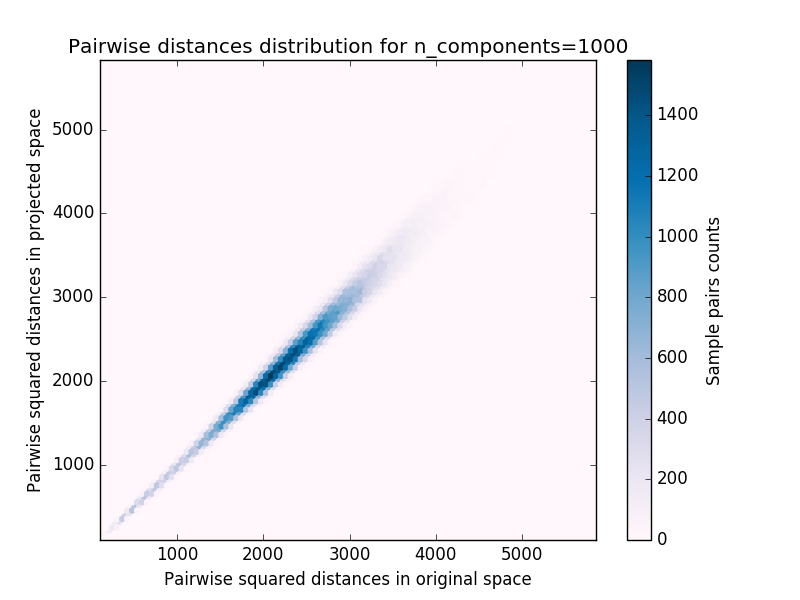 Pairwise distances distribution for n_components=1000
Pairwise squared distances in projected space
5000
4000
3000
2000
1000
1000 2000 3000 4000 5000
Pairwise squared distances in original space
1400
1200
1000
800
600
400
200
0
Sample pairs counts